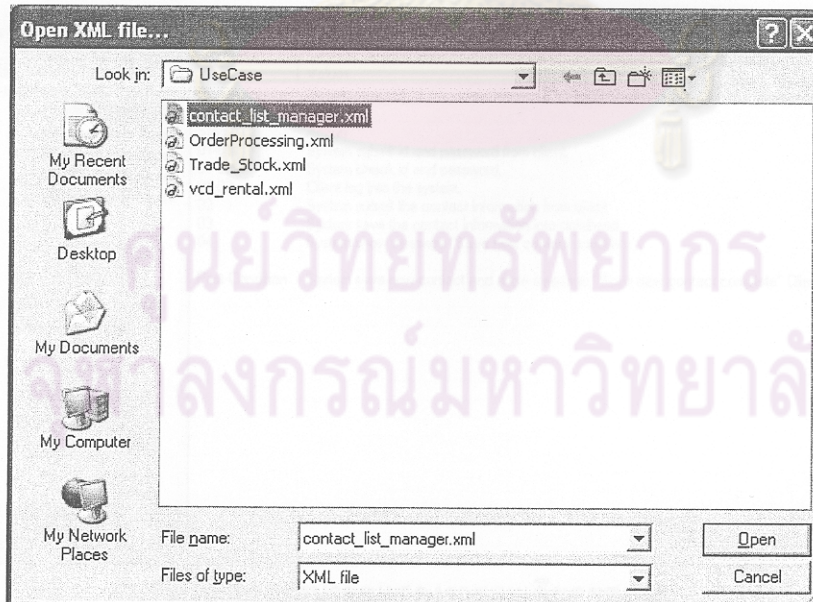 Open XML file...
Look in: UseCase
contact_list_manager.xml
OrderProcessing.xml
Trade_Stock.xml
vcd_rental.xml
My Recent
Documents
Desktop
My Documents
My Computer
My Network
Places
File name: contact_list_manager.xml Open
Files of type: XML file Cancel
ศูนย์วิทยทรัพยากร
จุฬาลงกรณ์มหาวิทยาลั